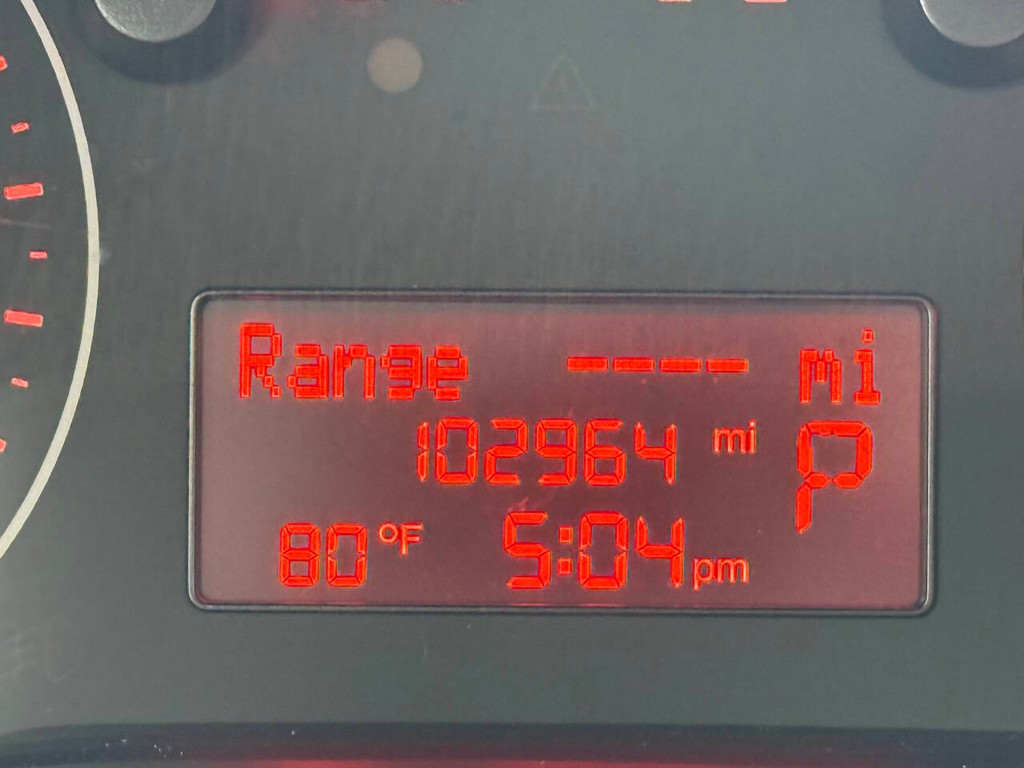 Range ---- mi
102964 mi P
80 °F 5:04 pm